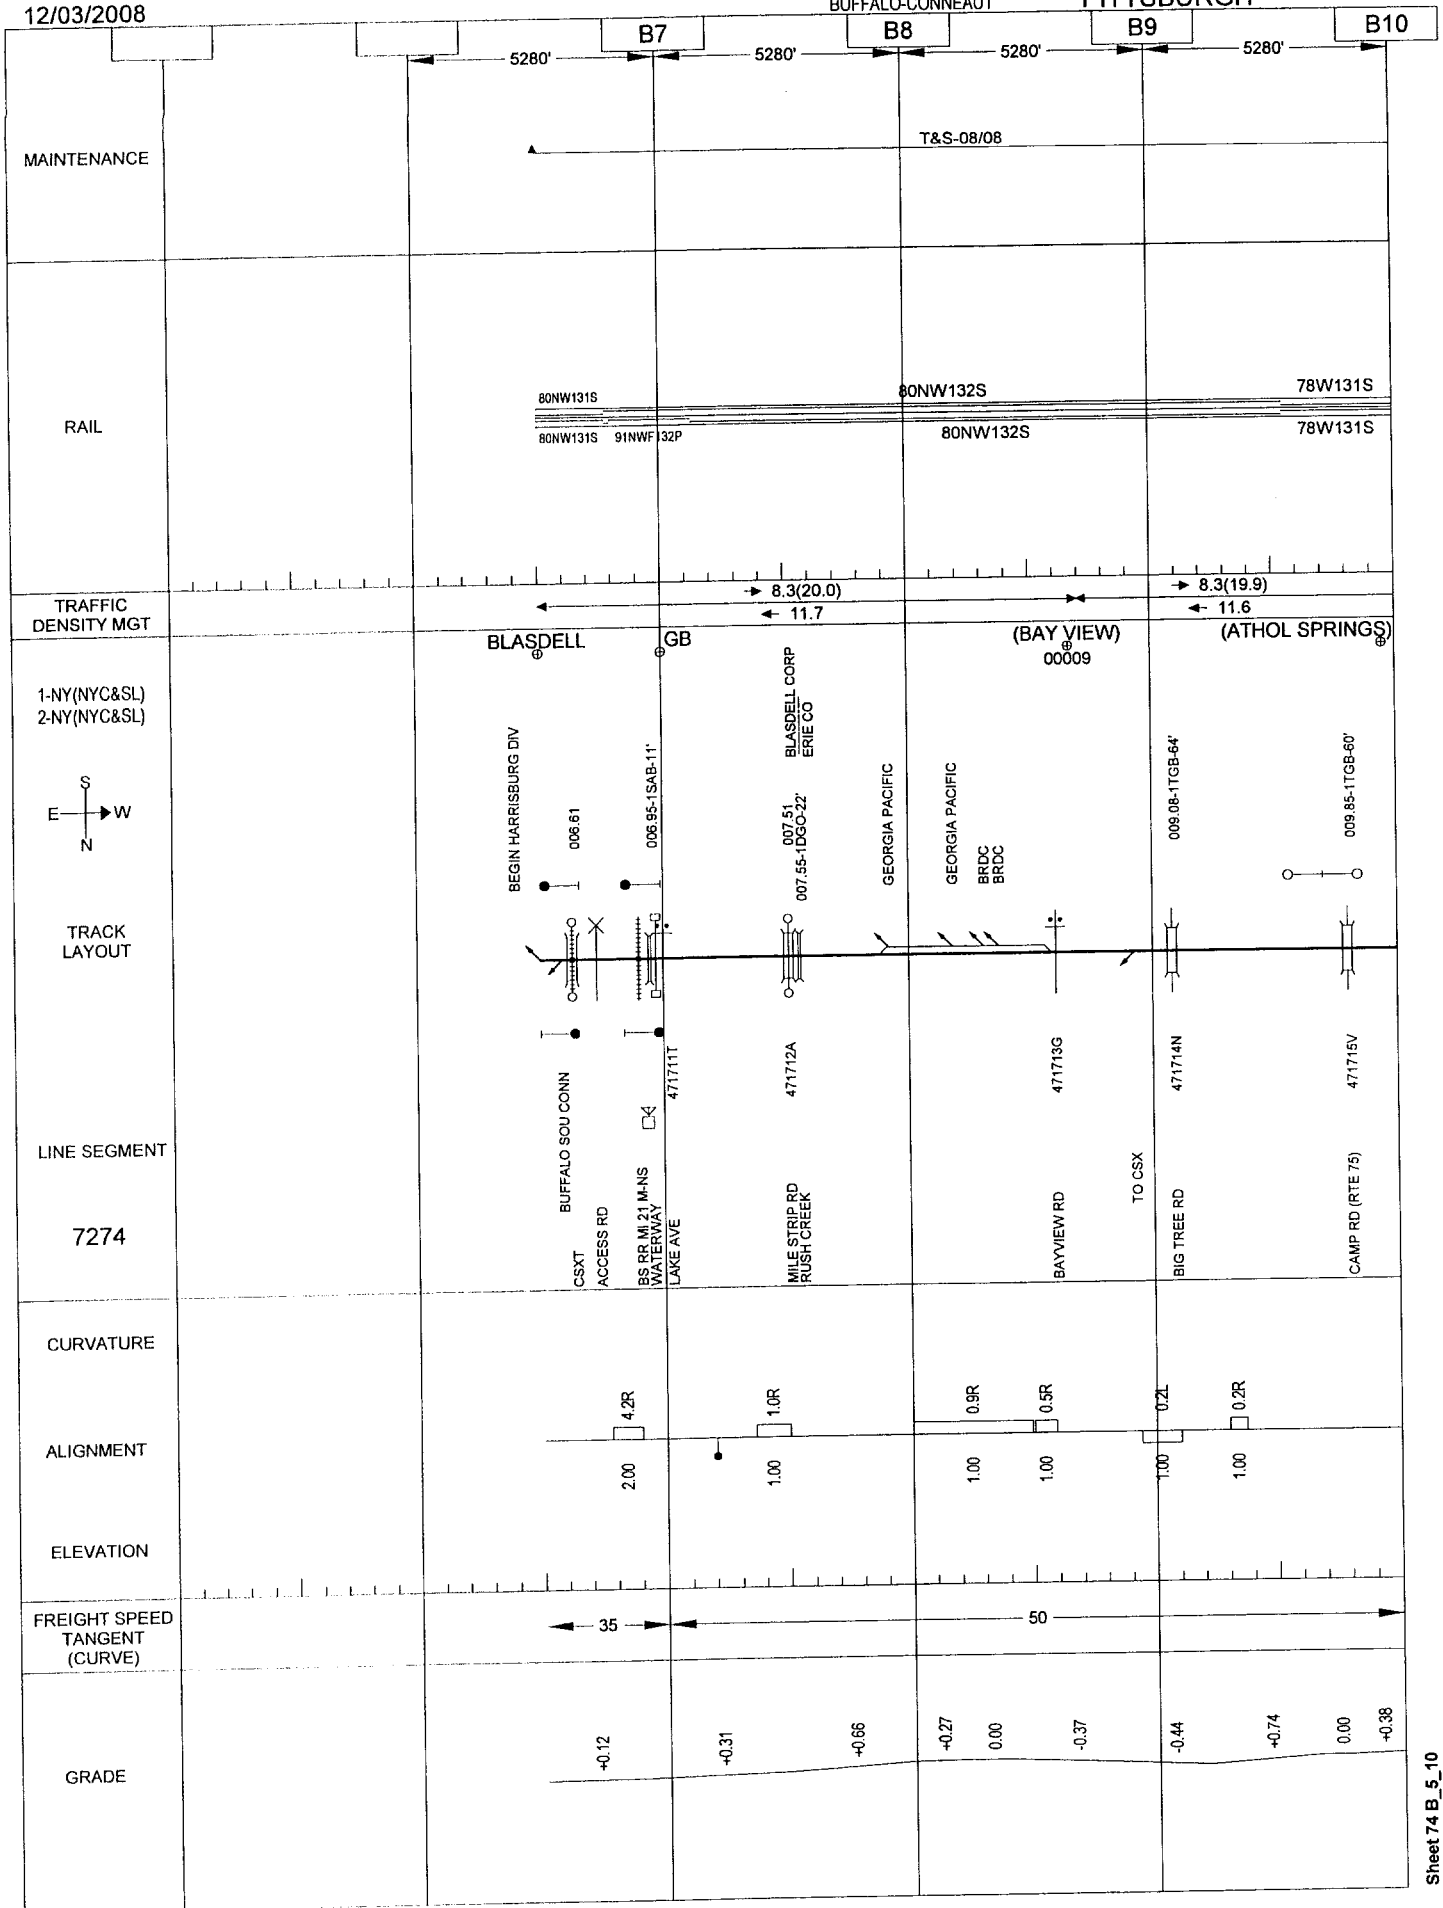 12/03/2008
BUFFALO-CONNEAUT
PITTSBURGH
B7
B8
B9
B10
5280'
5280'
5280'
5280'
MAINTENANCE
T&S-08/08
RAIL
80NW131S
80NW132S
78W131S
80NW131S
91NWF132P
80NW132S
78W131S
TRAFFIC
DENSITY MGT
8.3(20.0)
11.7
8.3(19.9)
11.6
BLASDELL
GB
(BAY VIEW)
00009
(ATHOL SPRINGS)
1-NY(NYC&SL)
2-NY(NYC&SL)
S
E
W
N
BEGIN HARRISBURG DIV
006.61
006.95-1SAB-11'
BLASDELL CORP
ERIE CO
007.51
007.55-1DGO-22'
GEORGIA PACIFIC
GEORGIA PACIFIC
BRDC
BRDC
009.08-1TGB-64'
009.85-1TGB-60'
TRACK
LAYOUT
471711T
471712A
471713G
471714N
471715V
LINE SEGMENT
7274
BUFFALO SOU CONN
CSXT
ACCESS RD
BS RR MI 21 M-NS
WATERWAY
LAKE AVE
MILE STRIP RD
RUSH CREEK
BAYVIEW RD
TO CSX
BIG TREE RD
CAMP RD (RTE 75)
CURVATURE
4.2R
1.0R
0.9R
0.5R
0.2L
0.2R
ALIGNMENT
2.00
1.00
1.00
1.00
1.00
1.00
ELEVATION
FREIGHT SPEED
TANGENT
(CURVE)
35
50
GRADE
+0.12
+0.31
+0.66
+0.27
0.00
-0.37
-0.44
+0.74
0.00
+0.38
Sheet 74 B_5_10